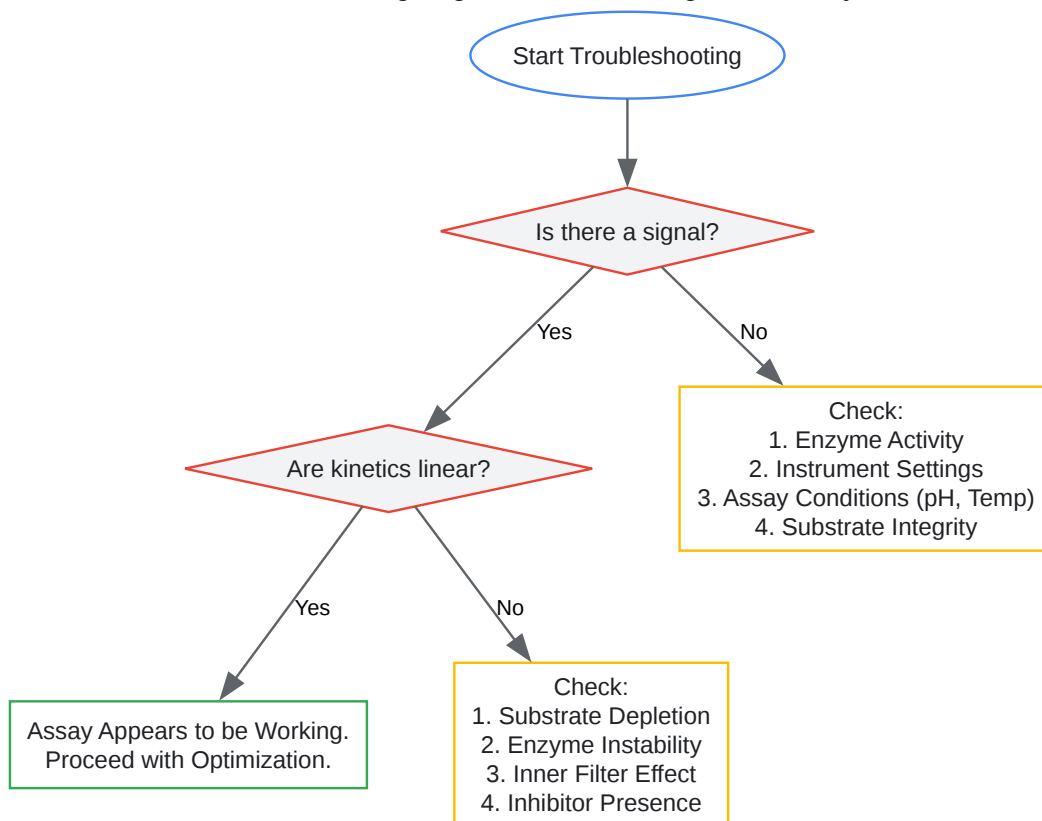 Start Troubleshooting
Is there a signal?
Yes
No
Are kinetics linear?
Check:
1. Enzyme Activity
2. Instrument Settings
3. Assay Conditions (pH, Temp)
4. Substrate Integrity
Yes
No
Assay Appears to be Working.
Proceed with Optimization.
Check:
1. Substrate Depletion
2. Enzyme Instability
3. Inner Filter Effect
4. Inhibitor Presence